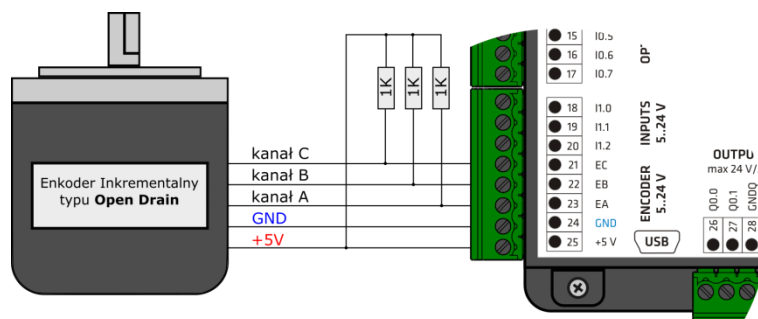 Enkoder Inkrementalny
typu Open Drain
kanał C
kanał B
kanał A
GND
+5V
1K
1K
1K
15 I0.5
16 I0.6
17 I0.7
18 I1.0
19 I1.1
20 I1.2
21 EC
22 EB
23 EA
24 GND
25 +5 V
INPUTS
5..24 V
ENCODER
5..24 V
USB
OUTPU
max 24 V/
Q0.0
Q0.1
GNDQ
26
27
28